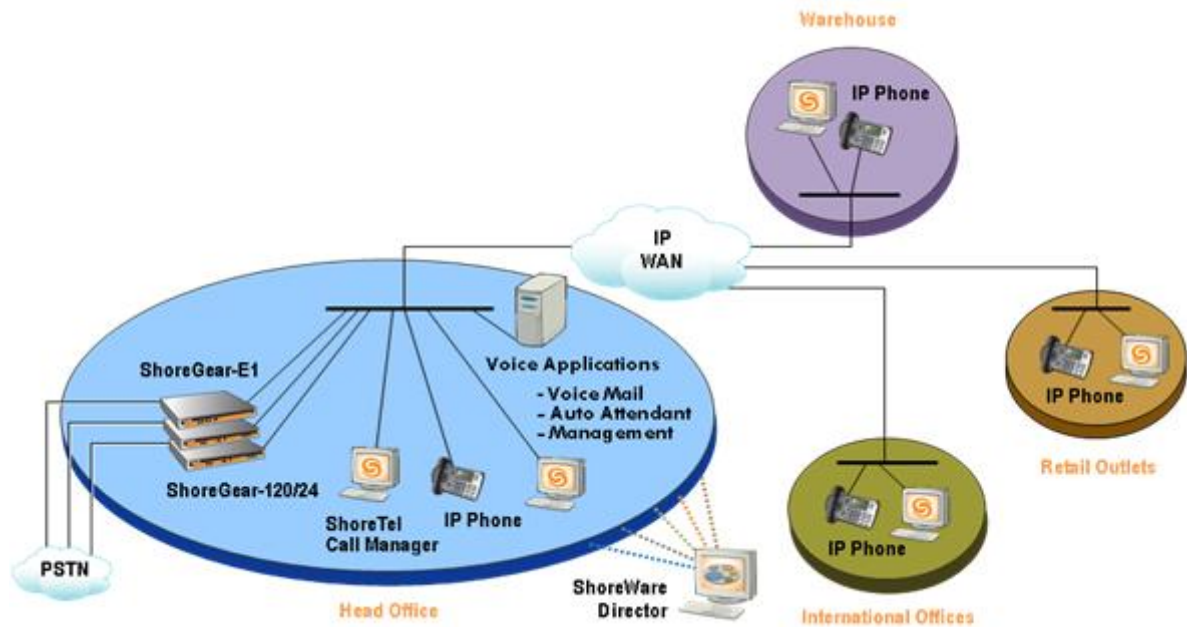 Warehouse
IP Phone
IP
WAN
Voice Applications
- Voice Mail
- Auto Attendant
- Management
ShoreGear-E1
ShoreGear-120/24
ShoreTel
Call Manager
IP Phone
PSTN
Head Office
ShoreWare
Director
IP Phone
International Offices
IP Phone
Retail Outlets